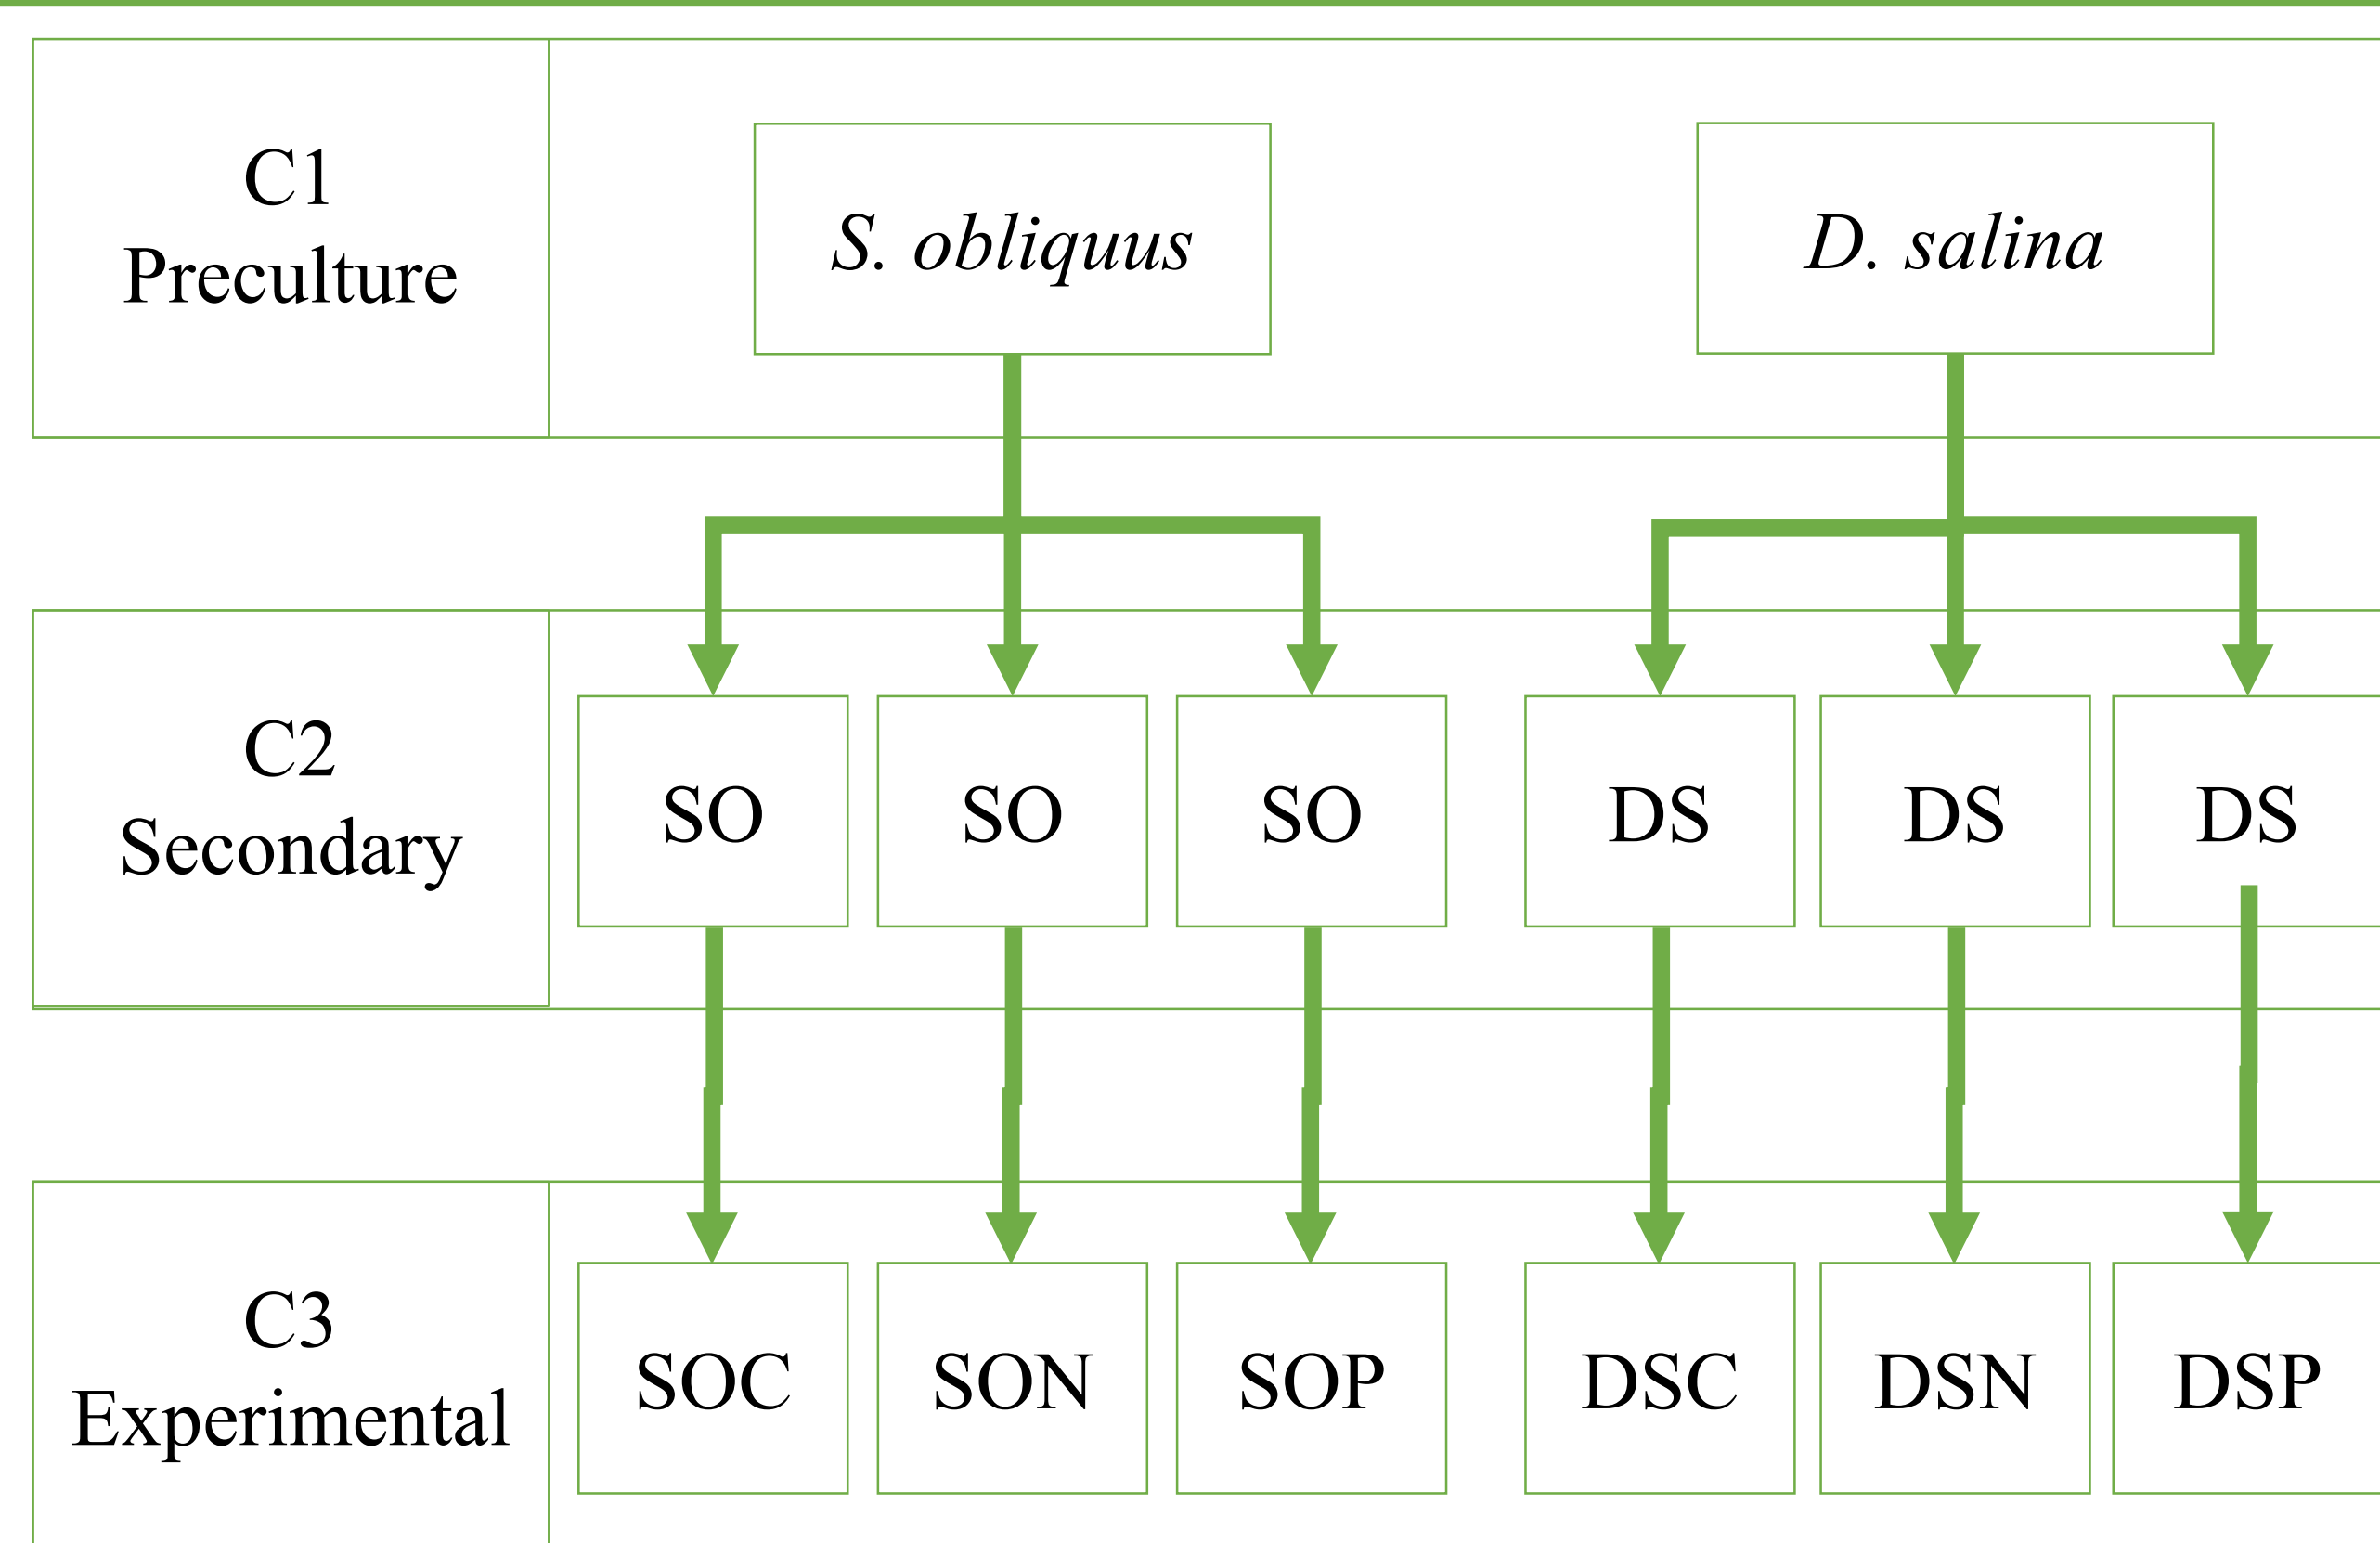 C1
Preculture
S. obliquus
D. salina
C2
Secondary
SO
SO
SO
DS
DS
DS
C3
Experimental
SOC
SON
SOP
DSC
DSN
DSP